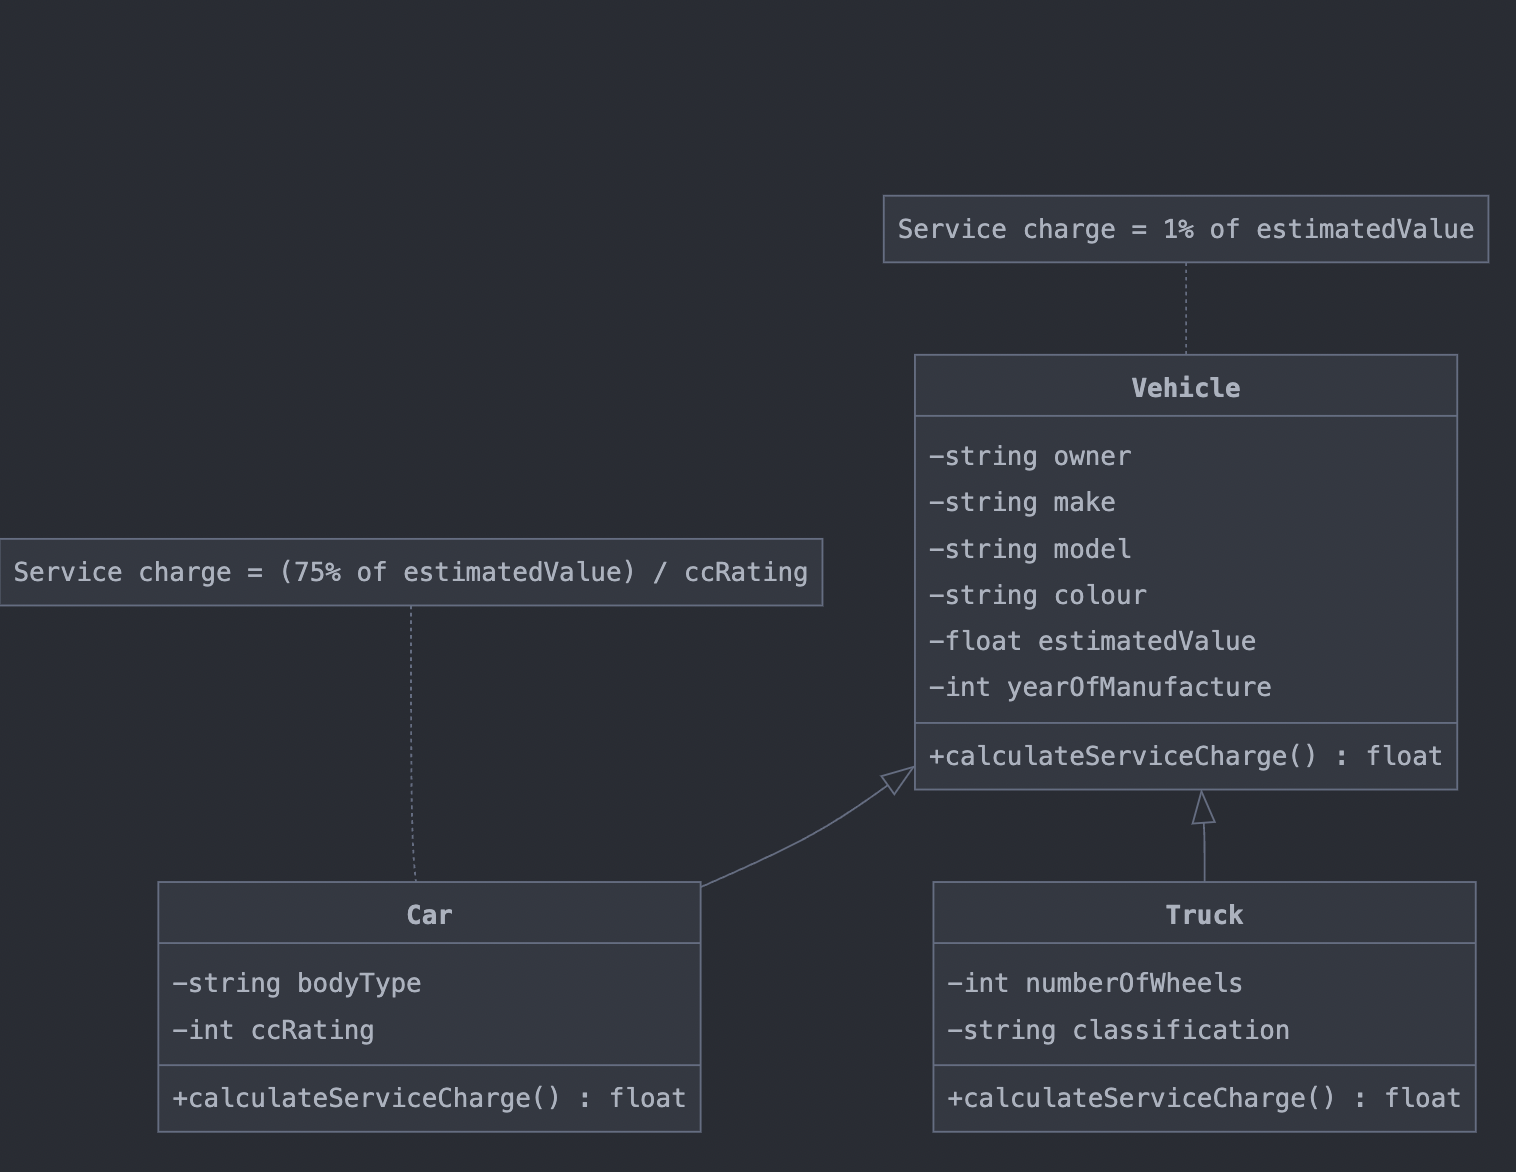 Service charge = 1% of estimatedValue
Vehicle
-string owner
-string make
-string model
-string colour
-float estimatedValue
-int yearOfManufacture
+calculateServiceCharge() : float
Service charge = (75% of estimatedValue) / ccRating
Car
-string bodyType
-int ccRating
+calculateServiceCharge() : float
Truck
-int numberOfWheels
-string classification
+calculateServiceCharge() : float